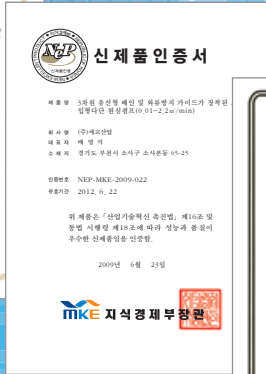 NeP
신제품인증
신제품인증서
제 품 명 3차원 유선형 베인 및 와류방지 가이드가 장착된
입형다단 원심펌프(0.01~2.2㎥/min)
회 사 명 (주)세고산업
대 표 자 배 영 석
소 재 지 경기도 부천시 소사구 소사본동 65-25
인증번호 NEP-MKE-2009-022
유효기간 2012. 6. 22
위 제품은 「산업기술혁신 촉진법」 제16조 및
동법 시행령 제18조에 따라 성능과 품질이
우수한 신제품임을 인증함.
2009년 6월 23일
MKE 지식경제부장관